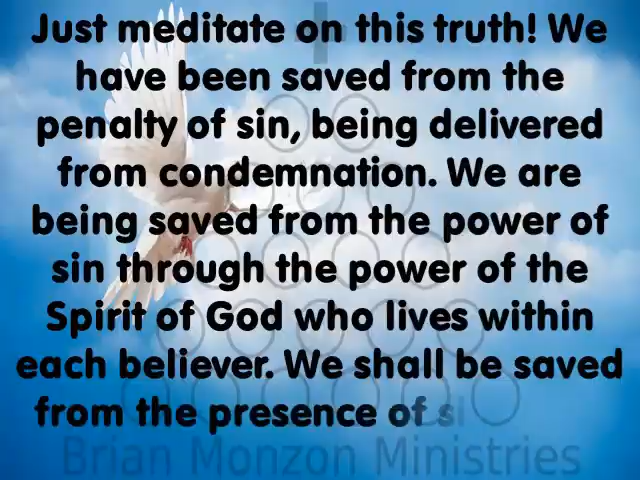 Just meditate on this truth! We
have been saved from the
penalty of sin, being delivered
from condemnation. We are
being saved from the power of
sin through the power of the
Spirit of God who lives within
each believer. We shall be saved
from the presence of si
Brian Monzon Ministries